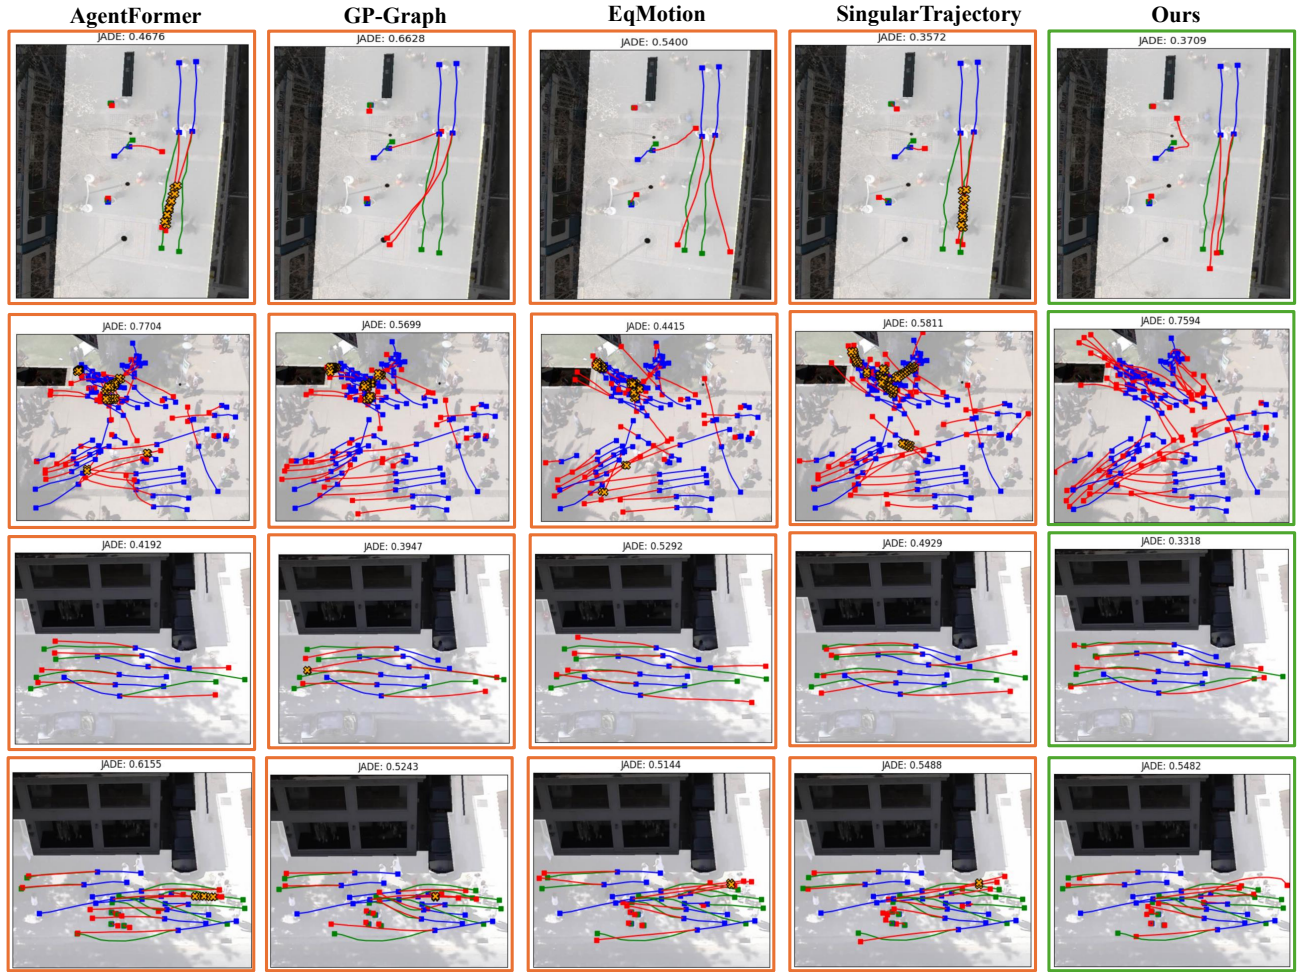 AgentFormer GP-Graph EqMotion SingularTrajectory Ours
JADE: 0.4676 JADE: 0.6628 JADE: 0.5400 JADE: 0.3572 JADE: 0.3709
JADE: 0.7704 JADE: 0.5699 JADE: 0.4415 JADE: 0.5811 JADE: 0.7594
JADE: 0.4192 JADE: 0.3947 JADE: 0.5292 JADE: 0.4929 JADE: 0.3318
JADE: 0.6155 JADE: 0.5243 JADE: 0.5144 JADE: 0.5488 JADE: 0.5482